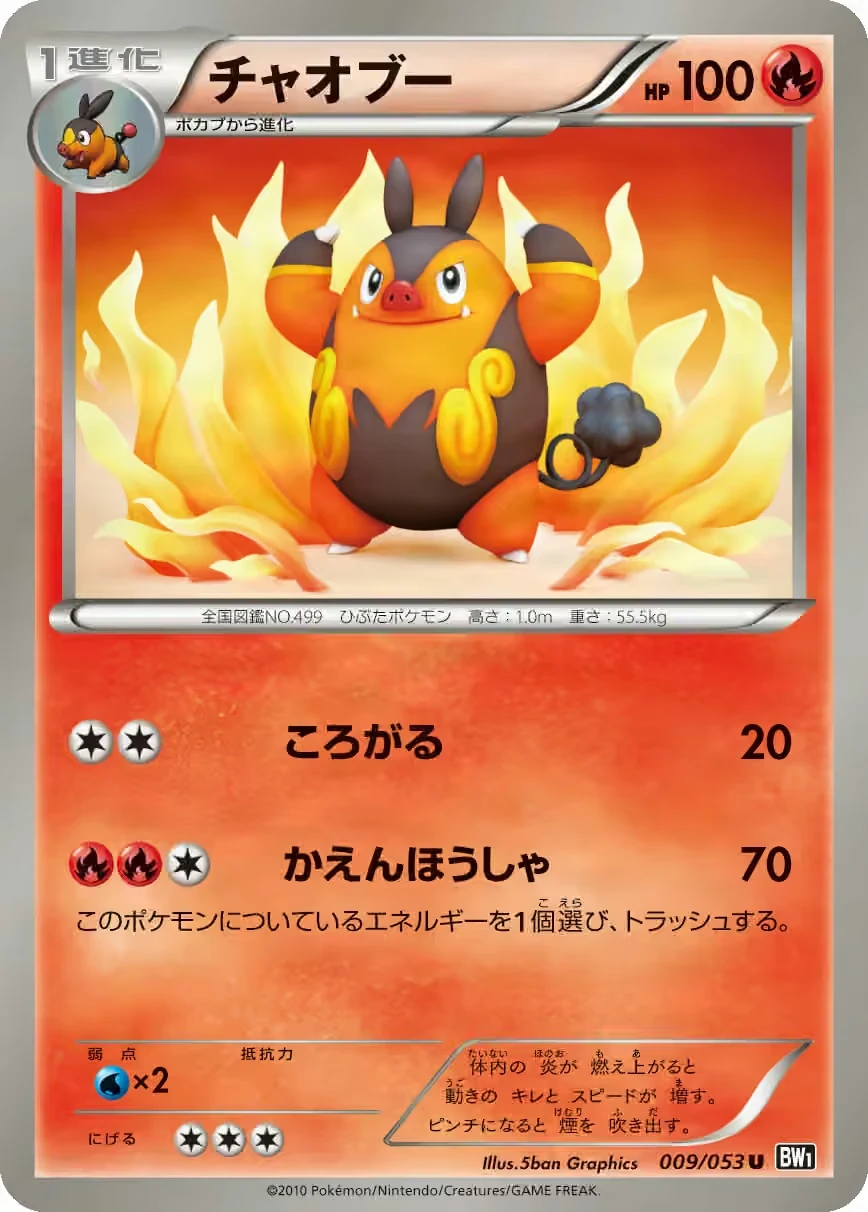 1進化
チャオブー
HP 100
ポカブから進化
全国図鑑NO.499 ひぶたポケモン 高さ:1.0m 重さ:55.5kg
ころがる 20
かえんほうしゃ 70
このポケモンについているエネルギーを1個選び、トラッシュする。
弱点 抵抗力
×2
にげる
体内の 炎が 燃え上がると
動きの キレと スピードが 増す。
ピンチになると 煙を 吹き出す。
Illus.5ban Graphics 009/053 U BW1
©2010 Pokémon/Nintendo/Creatures/GAME FREAK.